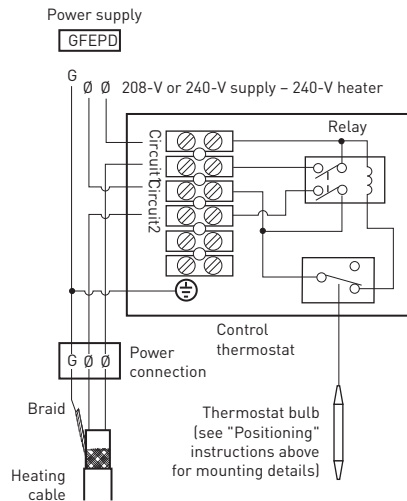 Power supply
GFEPD
G
Ø Ø 208-V or 240-V supply – 240-V heater
Relay
Circuit1
Circuit2
Control
thermostat
G Ø Ø
Power
connection
Braid
Thermostat bulb
(see "Positioning"
instructions above
for mounting details)
Heating
cable